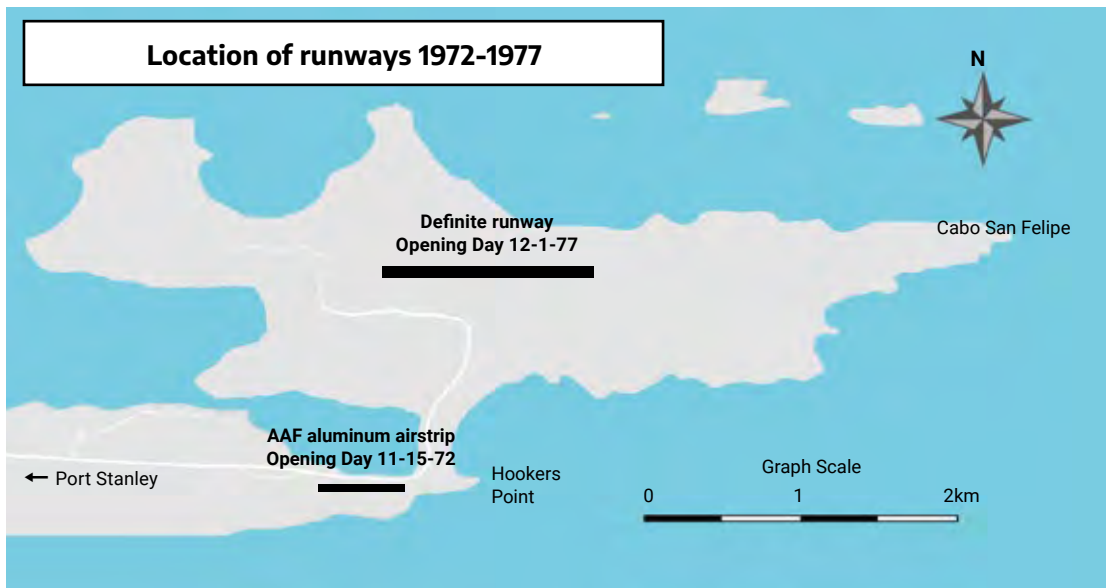 Location of runways 1972-1977
N
Definite runway
Opening Day 12-1-77
Cabo San Felipe
AAF aluminum airstrip
Opening Day 11-15-72
← Port Stanley
Hookers
Point
Graph Scale
0 1 2km